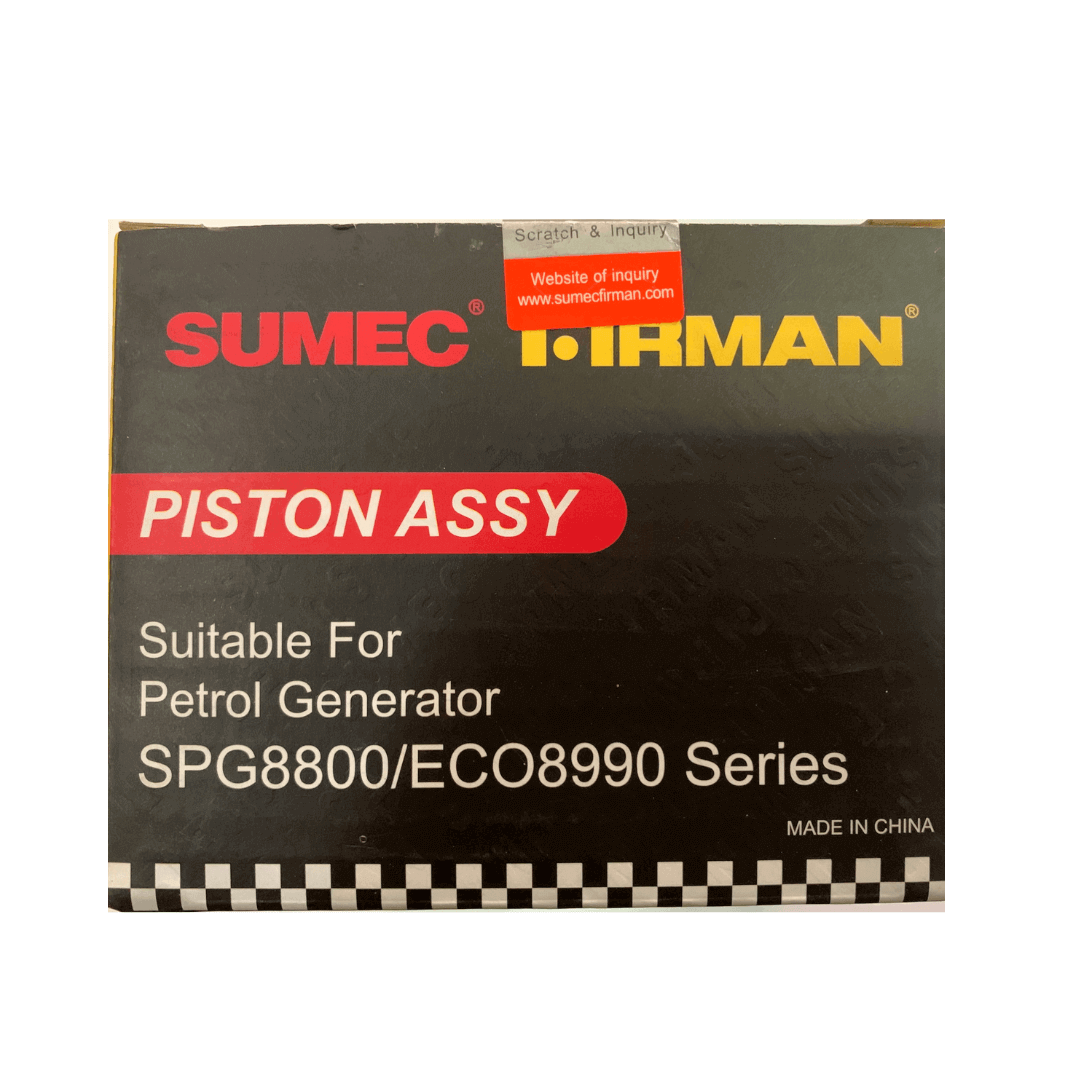 Scratch & Inquiry
Website of inquiry
www.sumecfirman.com
SUMEC® FIRMAN®
PISTON ASSY
Suitable For
Petrol Generator
SPG8800/ECO8990 Series
MADE IN CHINA